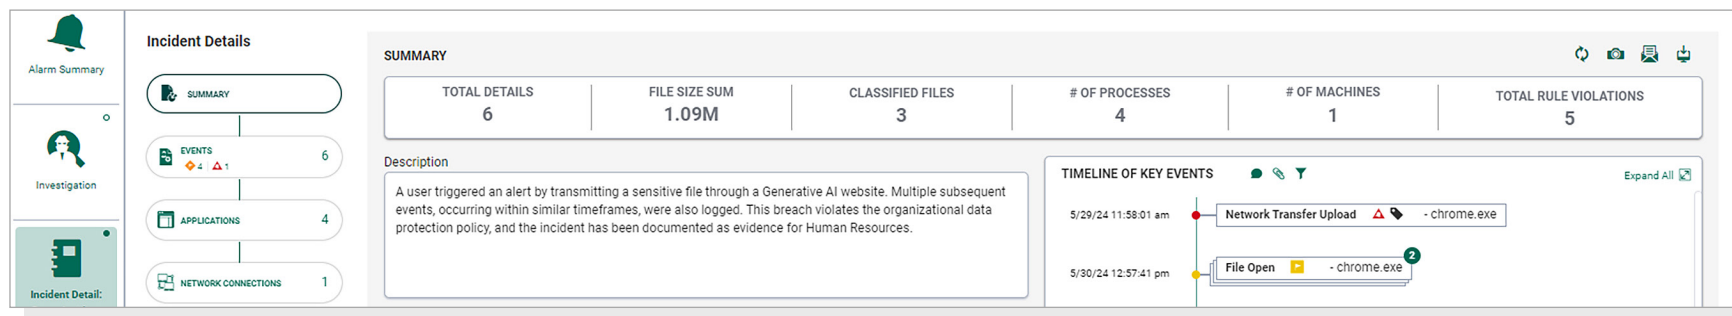 Alarm Summary
Investigation
Incident Detail:
Incident Details
SUMMARY
EVENTS 6
4 1
APPLICATIONS 4
NETWORK CONNECTIONS 1
SUMMARY
TOTAL DETAILS
6
FILE SIZE SUM
1.09M
CLASSIFIED FILES
3
# OF PROCESSES
4
# OF MACHINES
1
TOTAL RULE VIOLATIONS
5
Description
A user triggered an alert by transmitting a sensitive file through a Generative AI website. Multiple subsequent
events, occurring within similar timeframes, were also logged. This breach violates the organizational data
protection policy, and the incident has been documented as evidence for Human Resources.
TIMELINE OF KEY EVENTS Expand All
5/29/24 11:58:01 am Network Transfer Upload - chrome.exe
2
5/30/24 12:57:41 pm File Open - chrome.exe